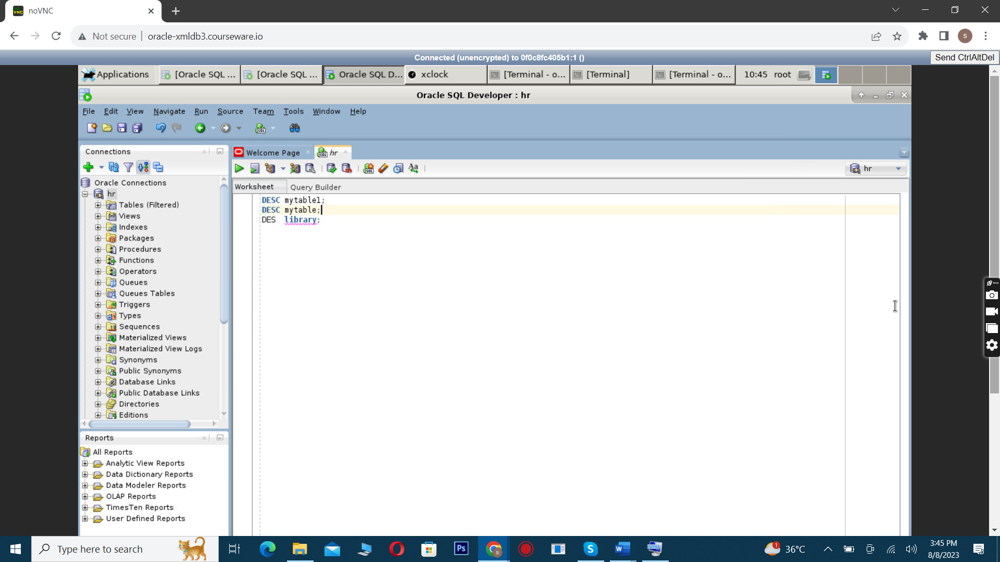 noVNC
Not secure
oracle-xmldb3.courseware.io
S
Connected (unencrypted) to 0f0c8fc405b1:1 ()
Send CtrlAltDel
Applications
[Oracle SQL ...
[Oracle SQL ...
Oracle SQL D...
xclock
[Terminal - o...
[Terminal]
[Terminal - o...
10:45 root
Oracle SQL Developer : hr
File Edit View Navigate Run Source Team Tools Window Help
Connections
Welcome Page
hr
hr
Worksheet
Query Builder
Oracle Connections
hr
Tables (Filtered)
Views
Indexes
Packages
Procedures
Functions
Operators
Queues
Queues Tables
Triggers
Types
Sequences
Materialized Views
Materialized View Logs
Synonyms
Public Synonyms
Database Links
Public Database Links
Directories
Editions
DESC mytable1;
DESC mytable;
DES library;
Reports
All Reports
Analytic View Reports
Data Dictionary Reports
Data Modeler Reports
OLAP Reports
TimesTen Reports
User Defined Reports
Type here to search
Ps
1
36°C
3:45 PM
8/8/2023